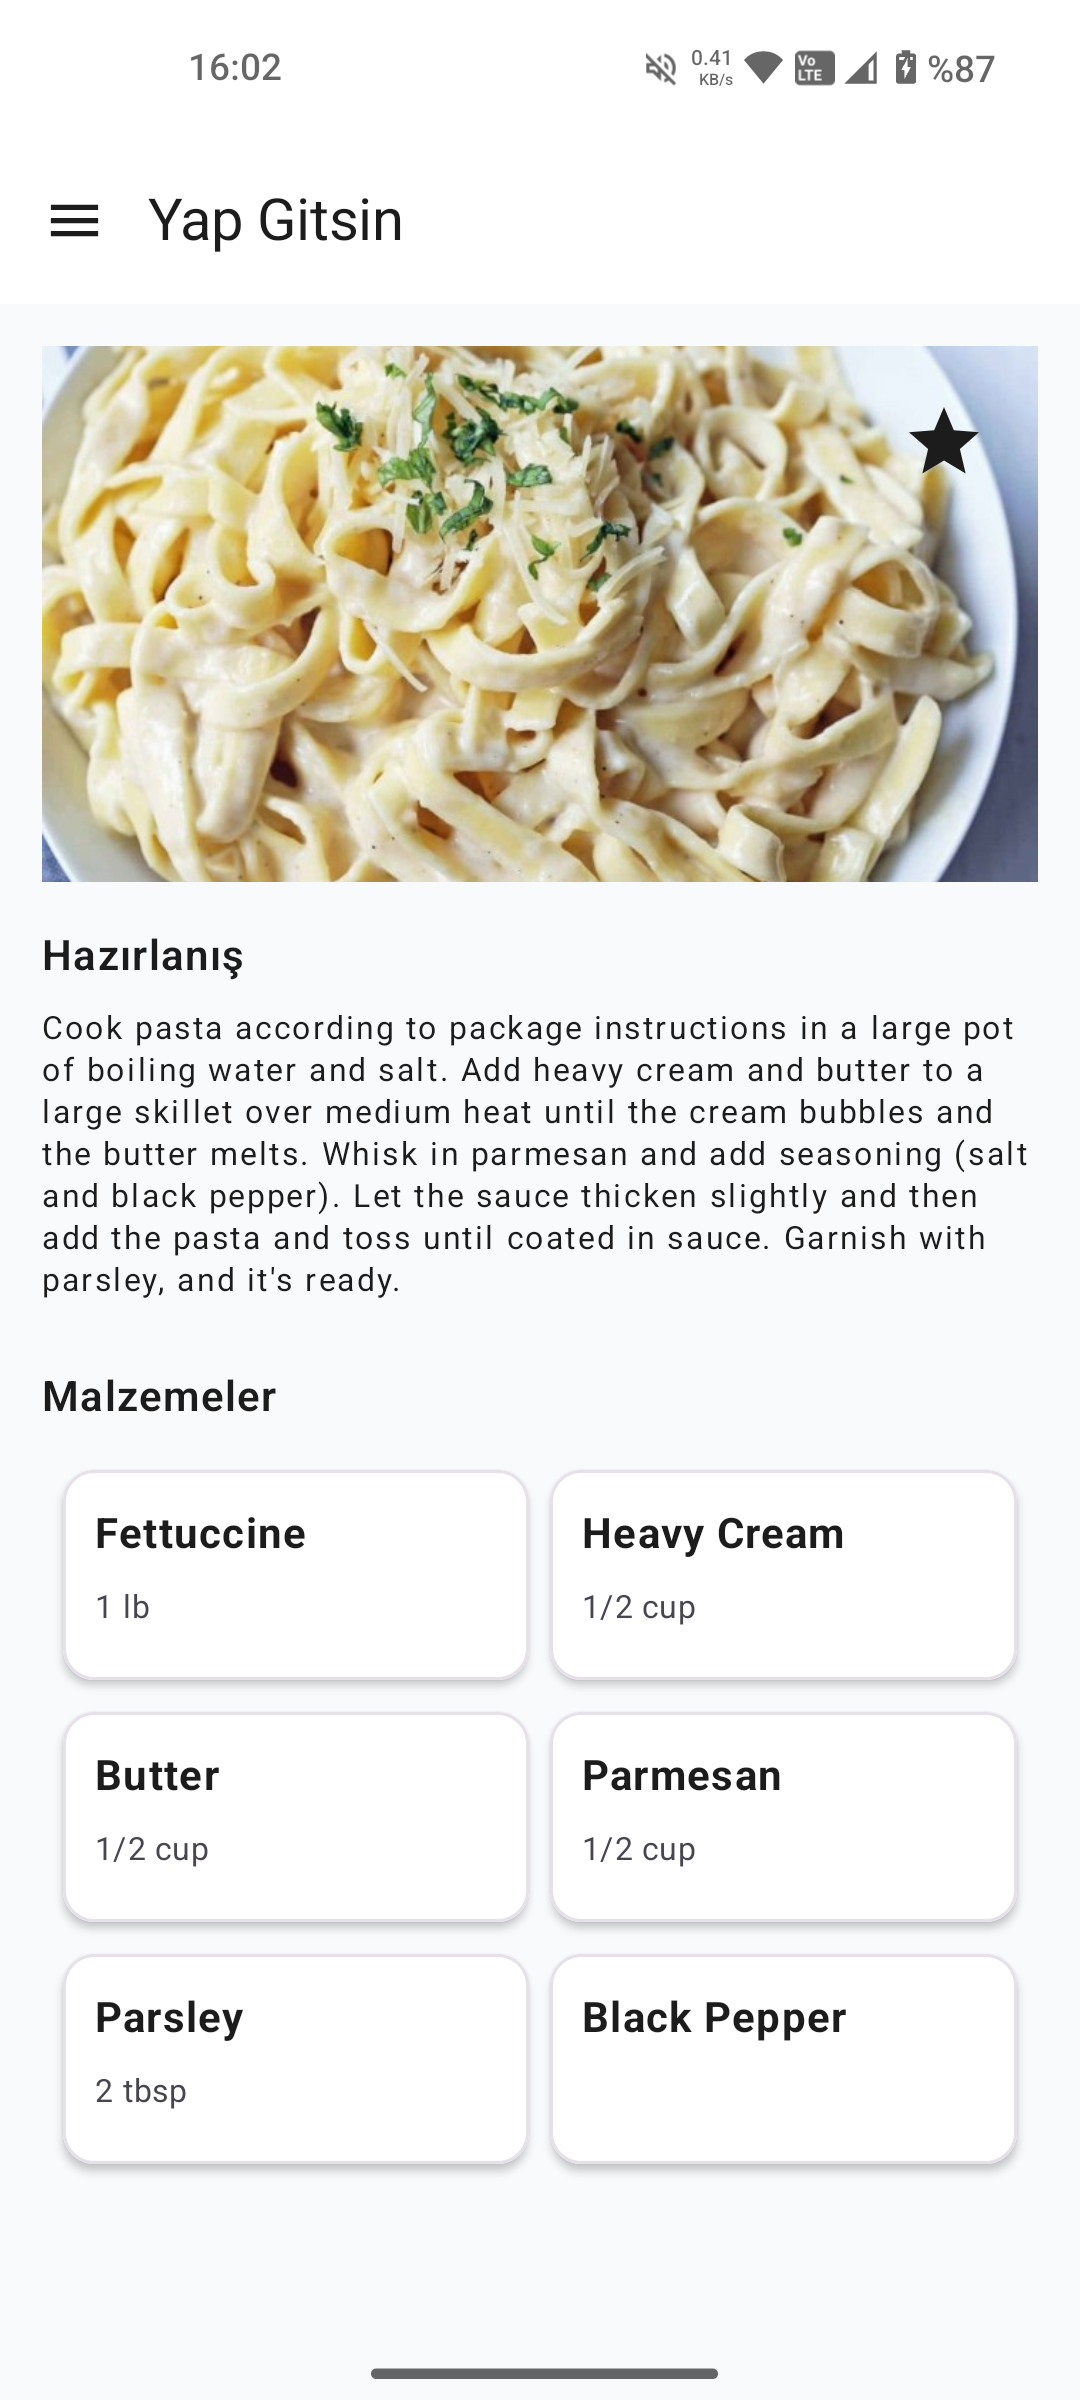 16:02
0.41
KB/s
Vo
LTE
%87
Yap Gitsin
Hazırlanış
Cook pasta according to package instructions in a large pot
of boiling water and salt. Add heavy cream and butter to a
large skillet over medium heat until the cream bubbles and
the butter melts. Whisk in parmesan and add seasoning (salt
and black pepper). Let the sauce thicken slightly and then
add the pasta and toss until coated in sauce. Garnish with
parsley, and it's ready.
Malzemeler
Fettuccine
1 lb
Heavy Cream
1/2 cup
Butter
1/2 cup
Parmesan
1/2 cup
Parsley
2 tbsp
Black Pepper